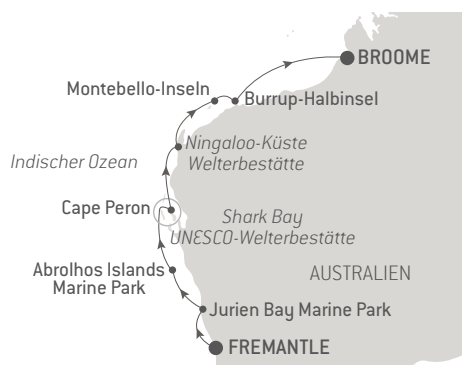 BROOME
Montebello-Inseln
Burrup-Halbinsel
Ningaloo-Küste
Welterbestätte
Indischer Ozean
Cape Peron
Shark Bay
UNESCO-Welterbestätte
Abrolhos Islands
Marine Park
AUSTRALIEN
Jurien Bay Marine Park
FREMANTLE